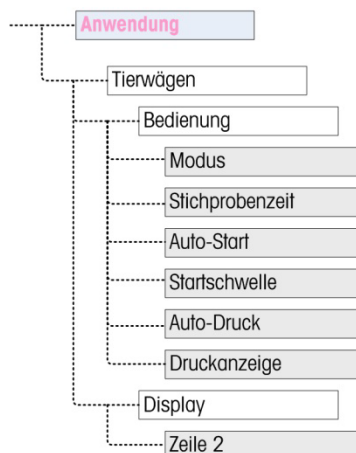 Anwendung
Tierwägen
Bedienung
Modus
Stichprobenzeit
Auto-Start
Startschwelle
Auto-Druck
Druckanzeige
Display
Zeile 2